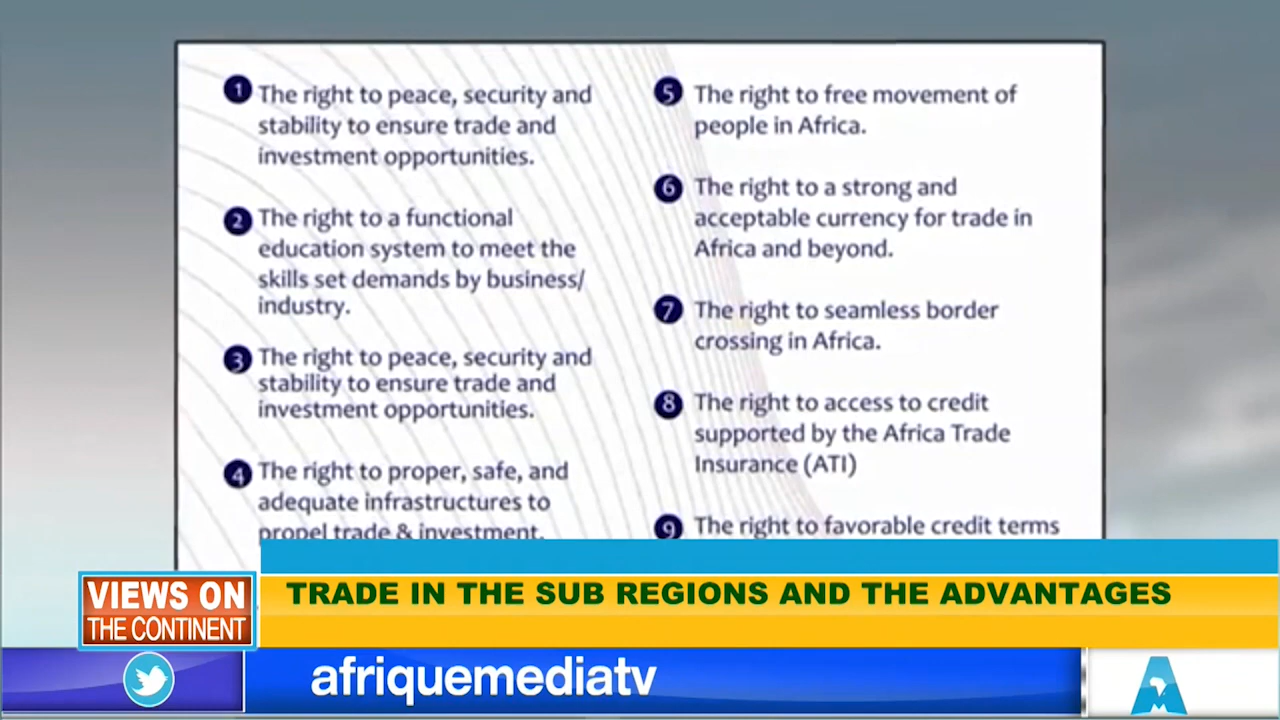 1 The right to peace, security and
stability to ensure trade and
investment opportunities.
2 The right to a functional
education system to meet the
skills set demands by business/
industry.
3 The right to peace, security and
stability to ensure trade and
investment opportunities.
4 The right to proper, safe, and
adequate infrastructures to
propel trade & investment.
5 The right to free movement of
people in Africa.
6 The right to a strong and
acceptable currency for trade in
Africa and beyond.
7 The right to seamless border
crossing in Africa.
8 The right to access to credit
supported by the Africa Trade
Insurance (ATI)
9 The right to favorable credit terms
VIEWS ON
THE CONTINENT
TRADE IN THE SUB REGIONS AND THE ADVANTAGES
afriquemediatv
AM